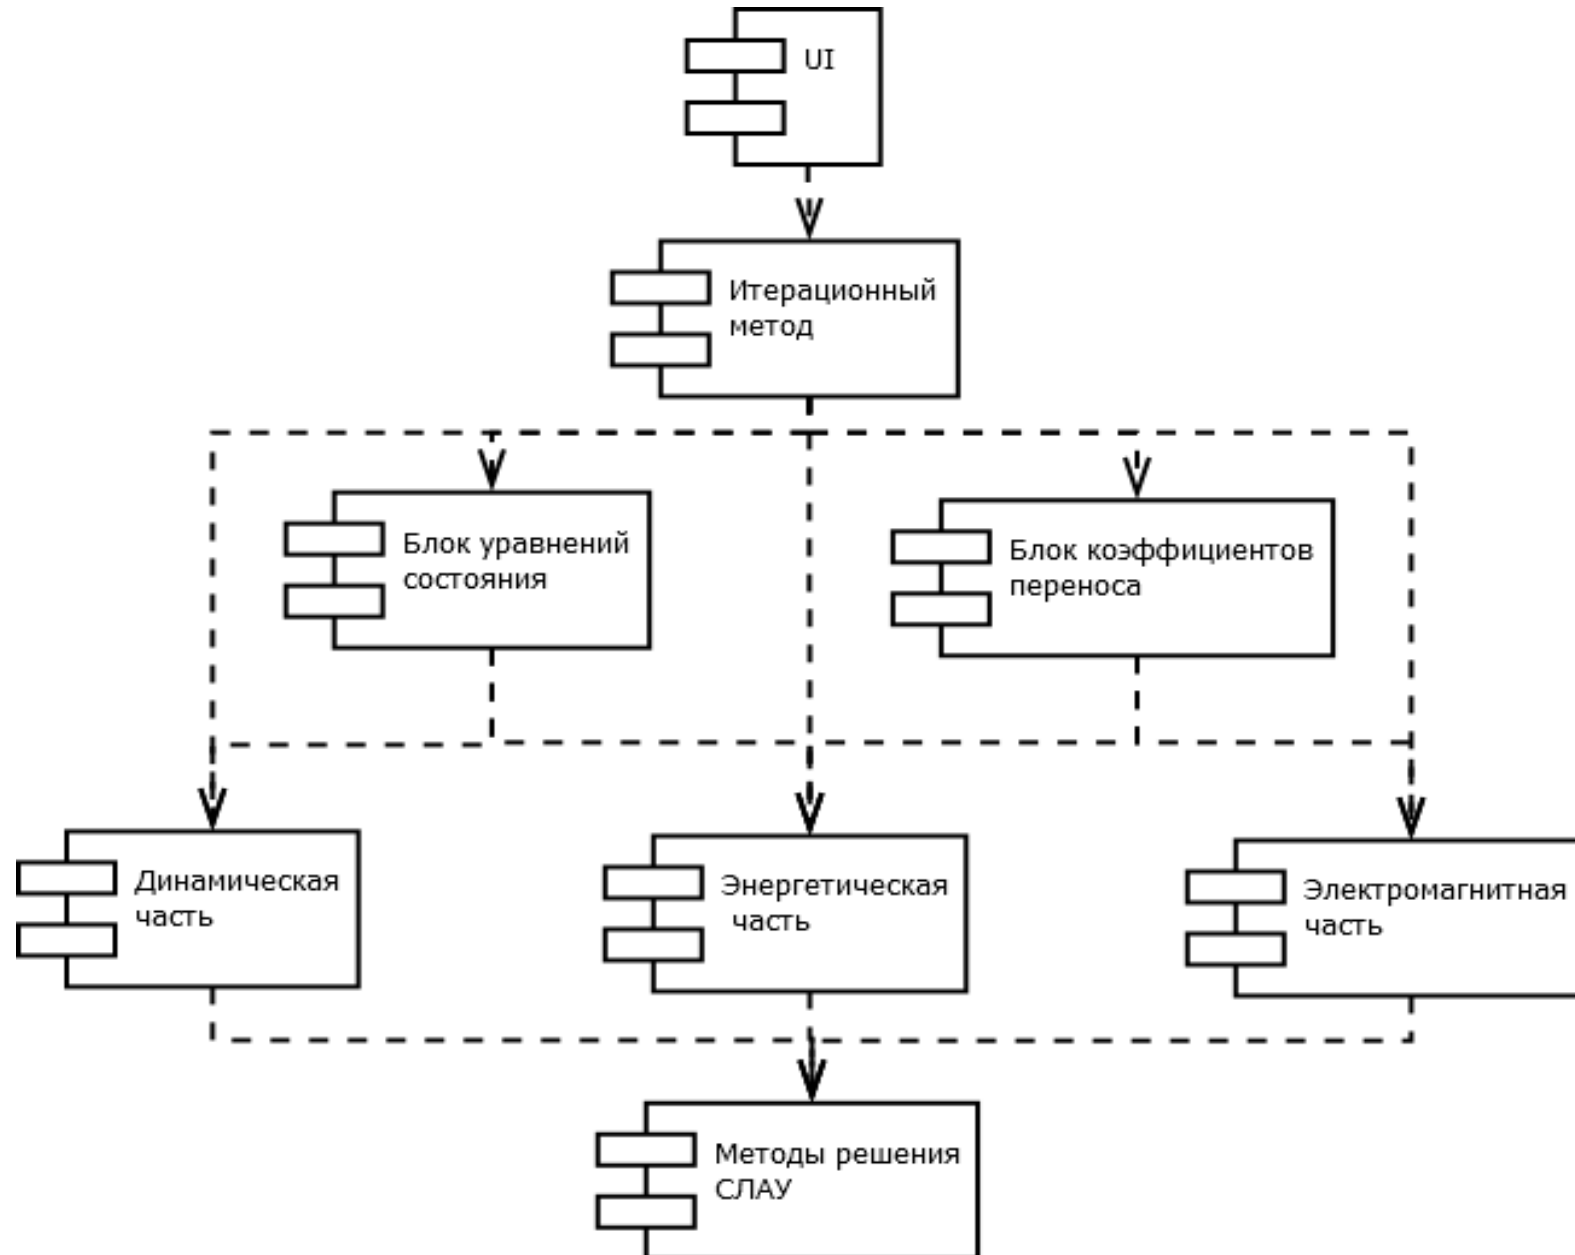 UI
Итерационный
метод
Блок уравнений
состояния
Блок коэффициентов
переноса
Динамическая
часть
Энергетическая
часть
Электромагнитная
часть
Методы решения
СЛАУ